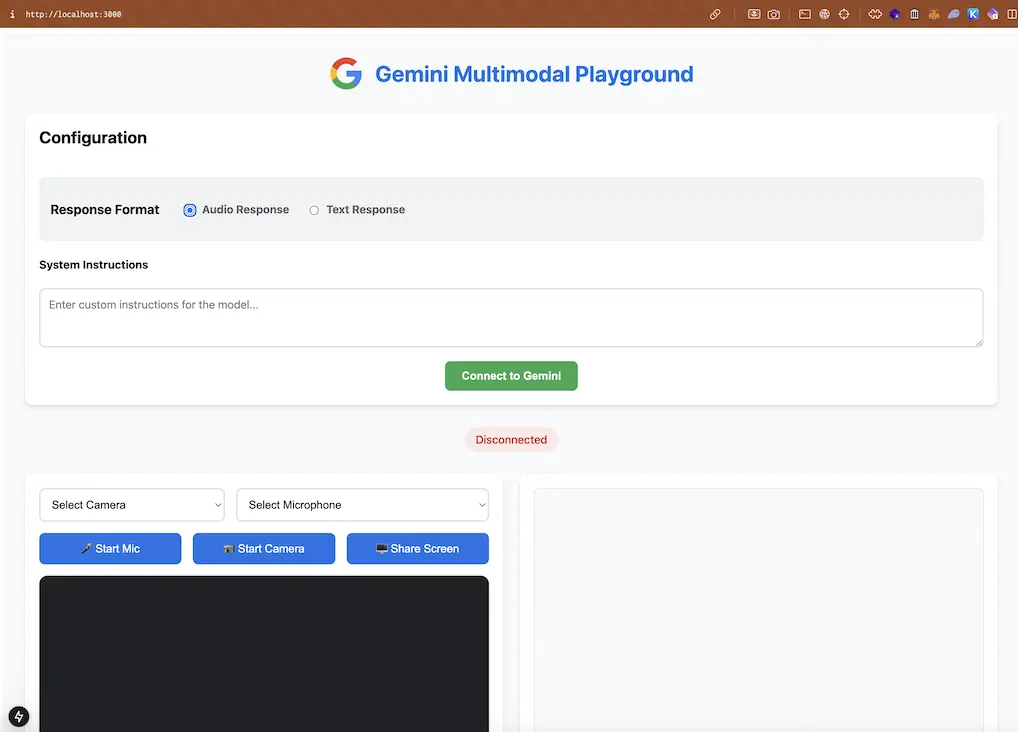 http://localhost:3000
Gemini Multimodal Playground
Configuration
Response Format
Audio Response
Text Response
System Instructions
Enter custom instructions for the model...
Connect to Gemini
Disconnected
Select Camera
Select Microphone
Start Mic
Start Camera
Share Screen